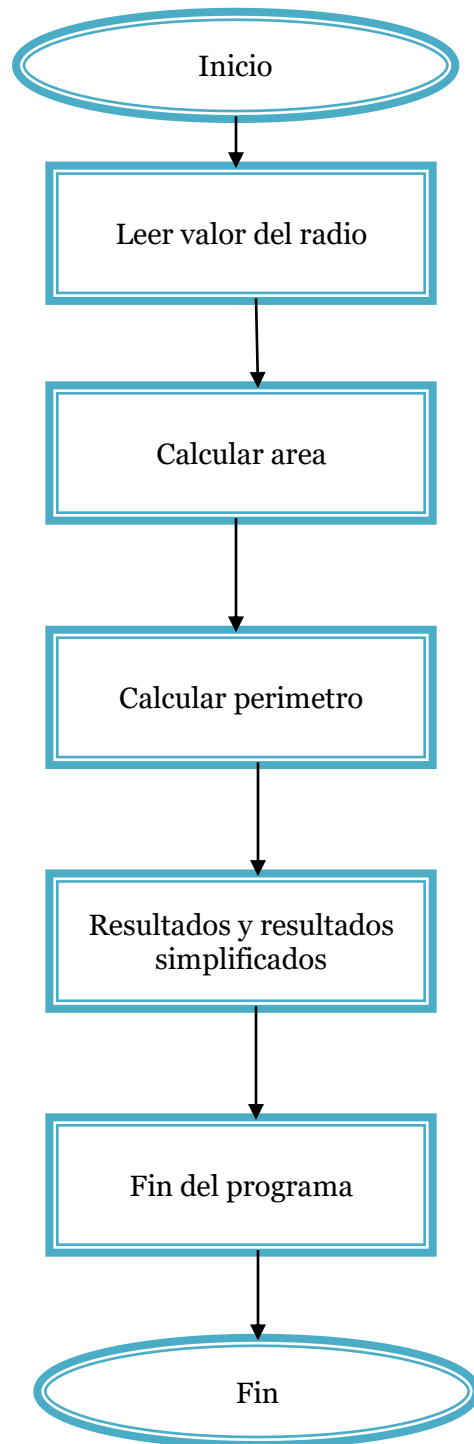 Inicio
Leer valor del radio
Calcular area
Calcular perimetro
Resultados y resultados
simplificados
Fin del programa
Fin